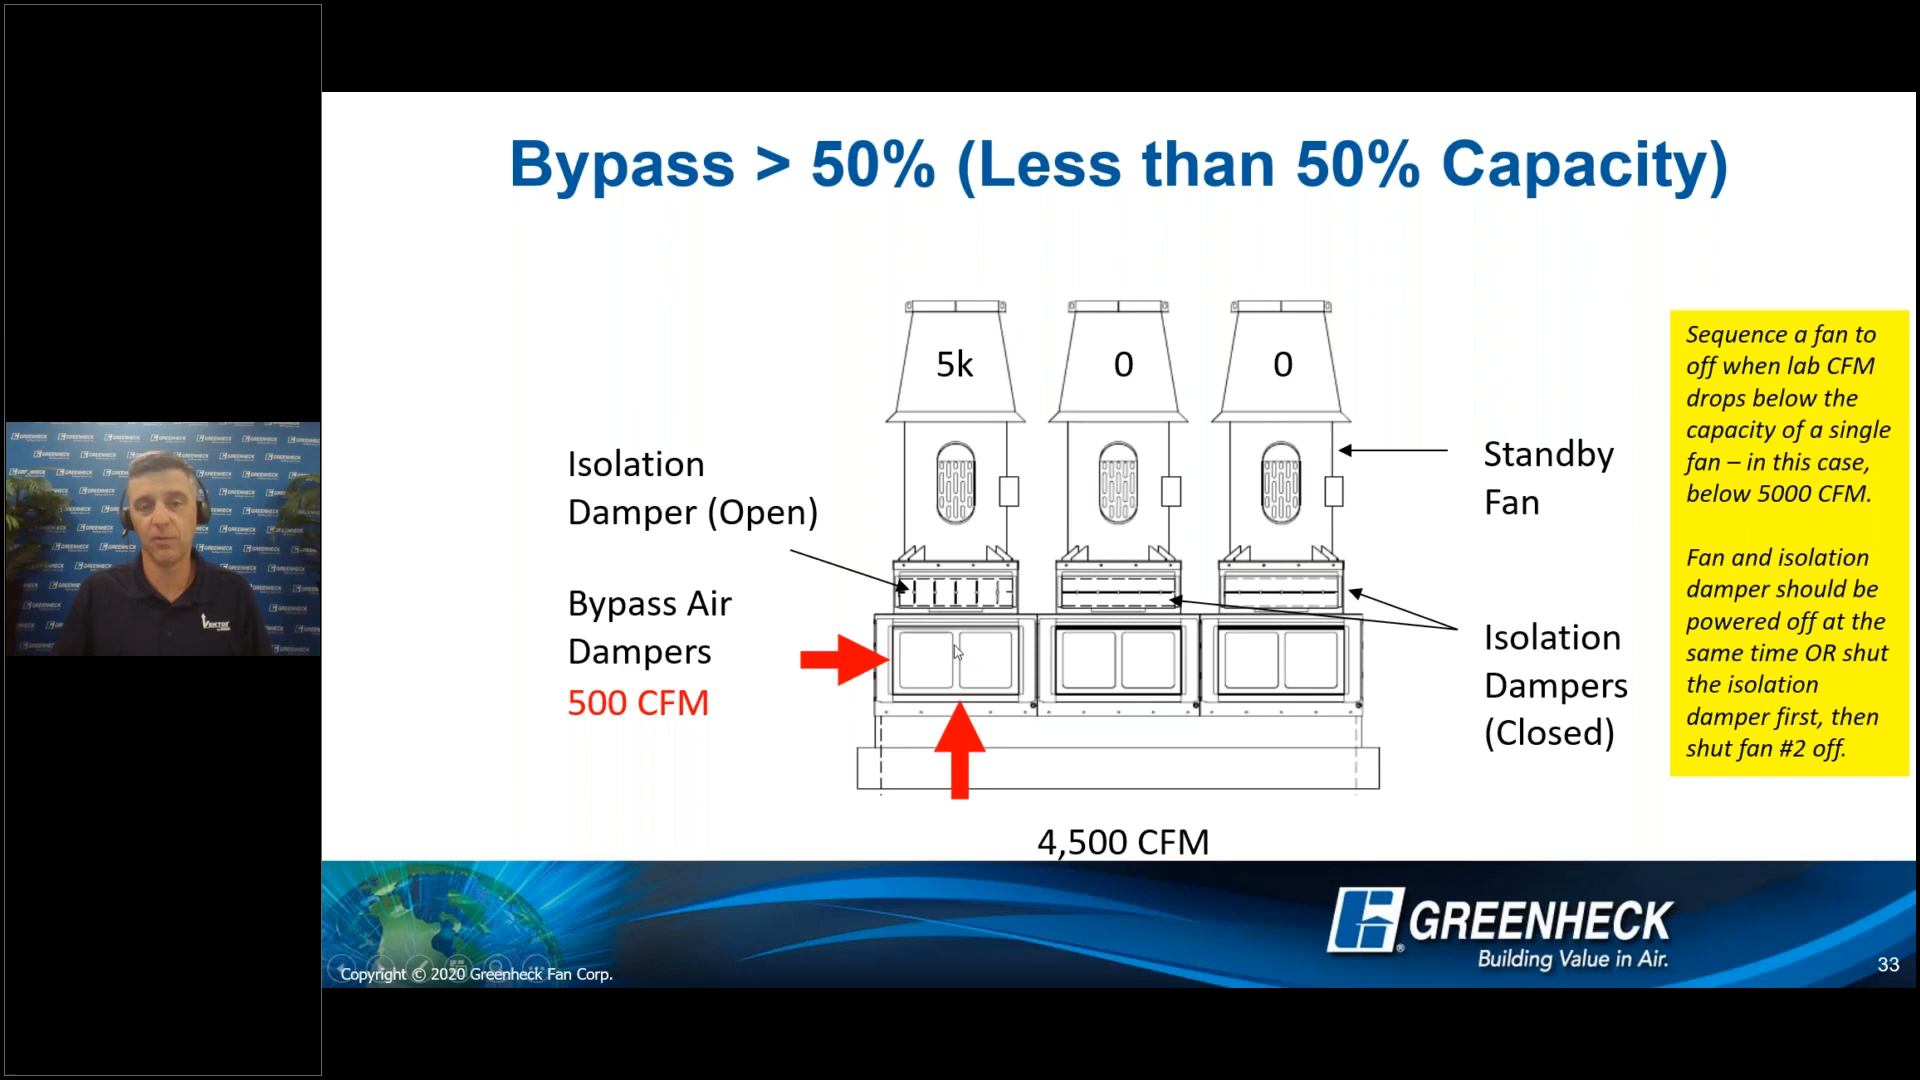 Bypass > 50% (Less than 50% Capacity)
5k
0
0
Isolation
Damper (Open)
Bypass Air
Dampers
500 CFM
Standby
Fan
Isolation
Dampers
(Closed)
4,500 CFM
Sequence a fan to
off when lab CFM
drops below the
capacity of a single
fan – in this case,
below 5000 CFM.
Fan and isolation
damper should be
powered off at the
same time OR shut
the isolation
damper first, then
shut fan #2 off.
GREENHECK
Building Value in Air.
Copyright © 2020 Greenheck Fan Corp.
33